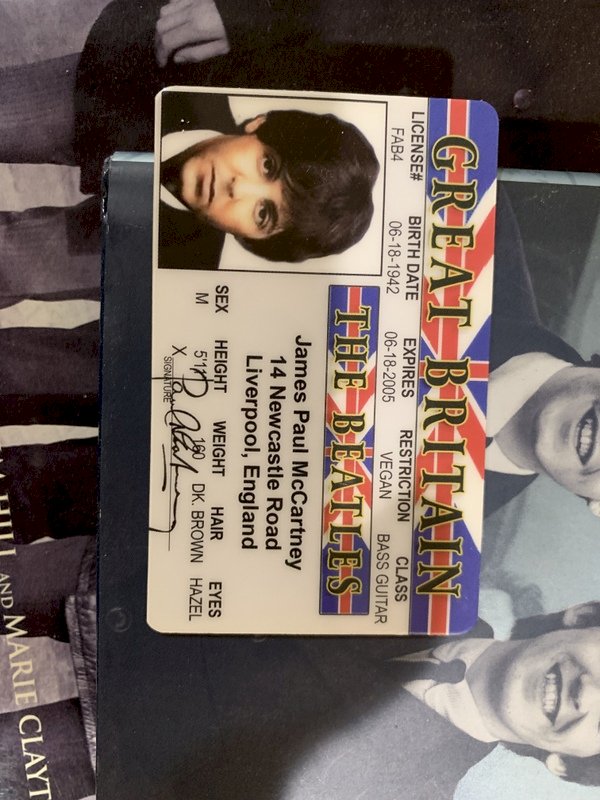 GREAT BRITAIN
LICENSE# BIRTH DATE EXPIRES RESTRICTION CLASS
FAB4 06-18-1942 06-18-2005 VEGAN BASS GUITAR
THE BEATLES
James Paul McCartney
14 Newcastle Road
Liverpool, England
SEX HEIGHT WEIGHT HAIR EYES
M 5'11" 160 DK. BROWN HAZEL
X
SIGNATURE
HILL AND MARIE CLAYT